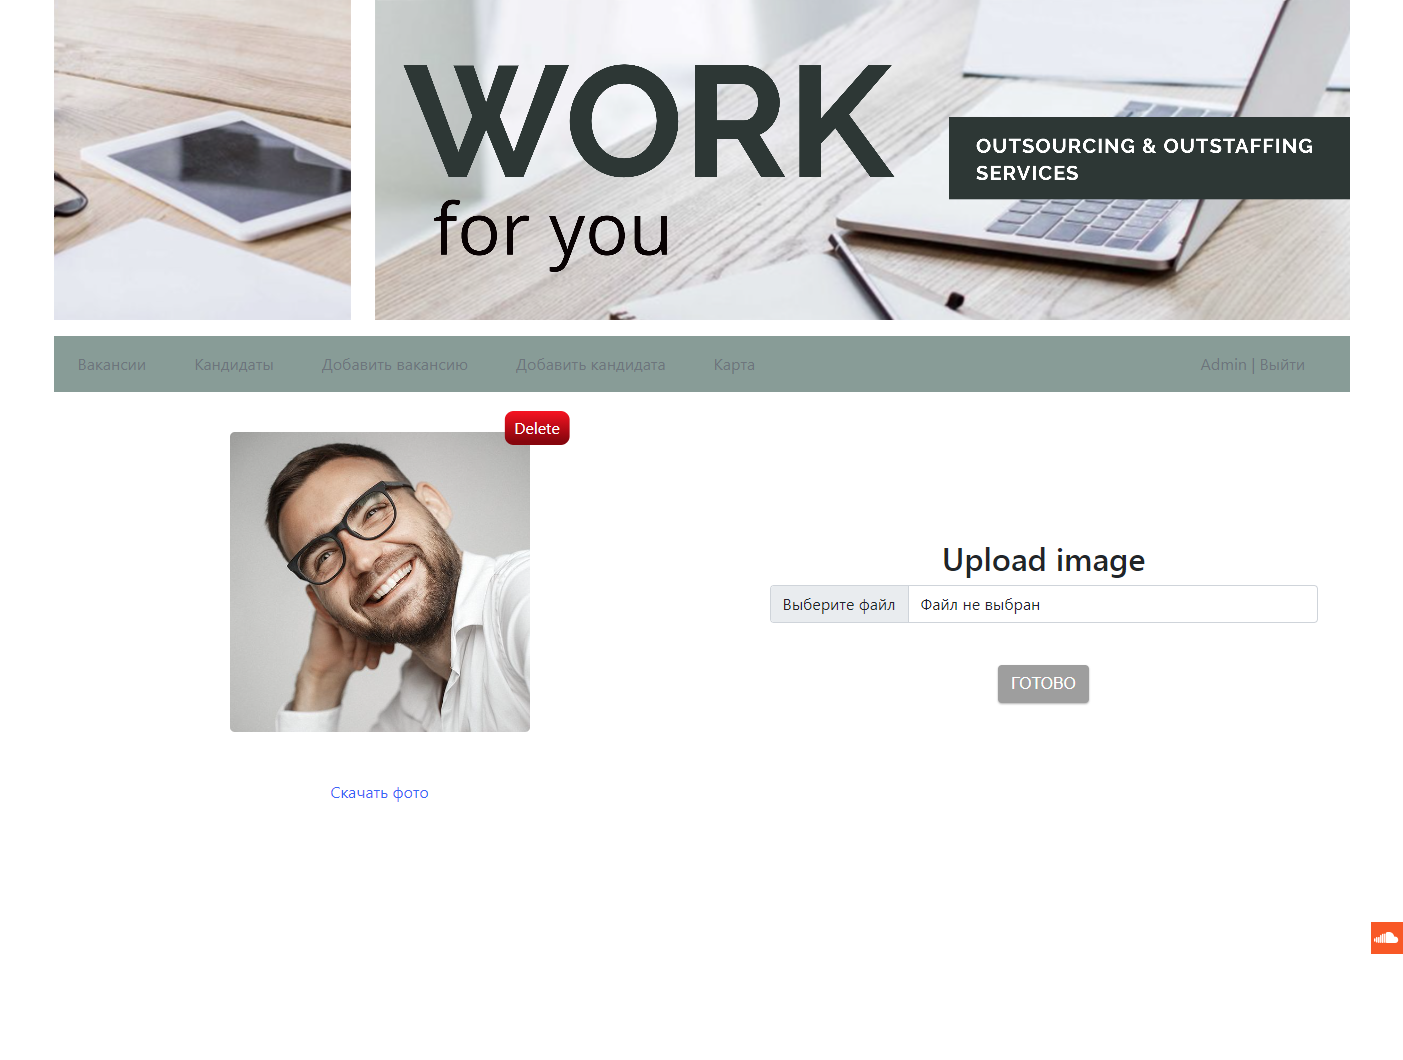 WORK
for you
OUTSOURCING & OUTSTAFFING
SERVICES
Вакансии
Кандидаты
Добавить вакансию
Добавить кандидата
Карта
Admin | Выйти
Delete
Upload image
Выберите файл
Файл не выбран
ГОТОВО
Скачать фото